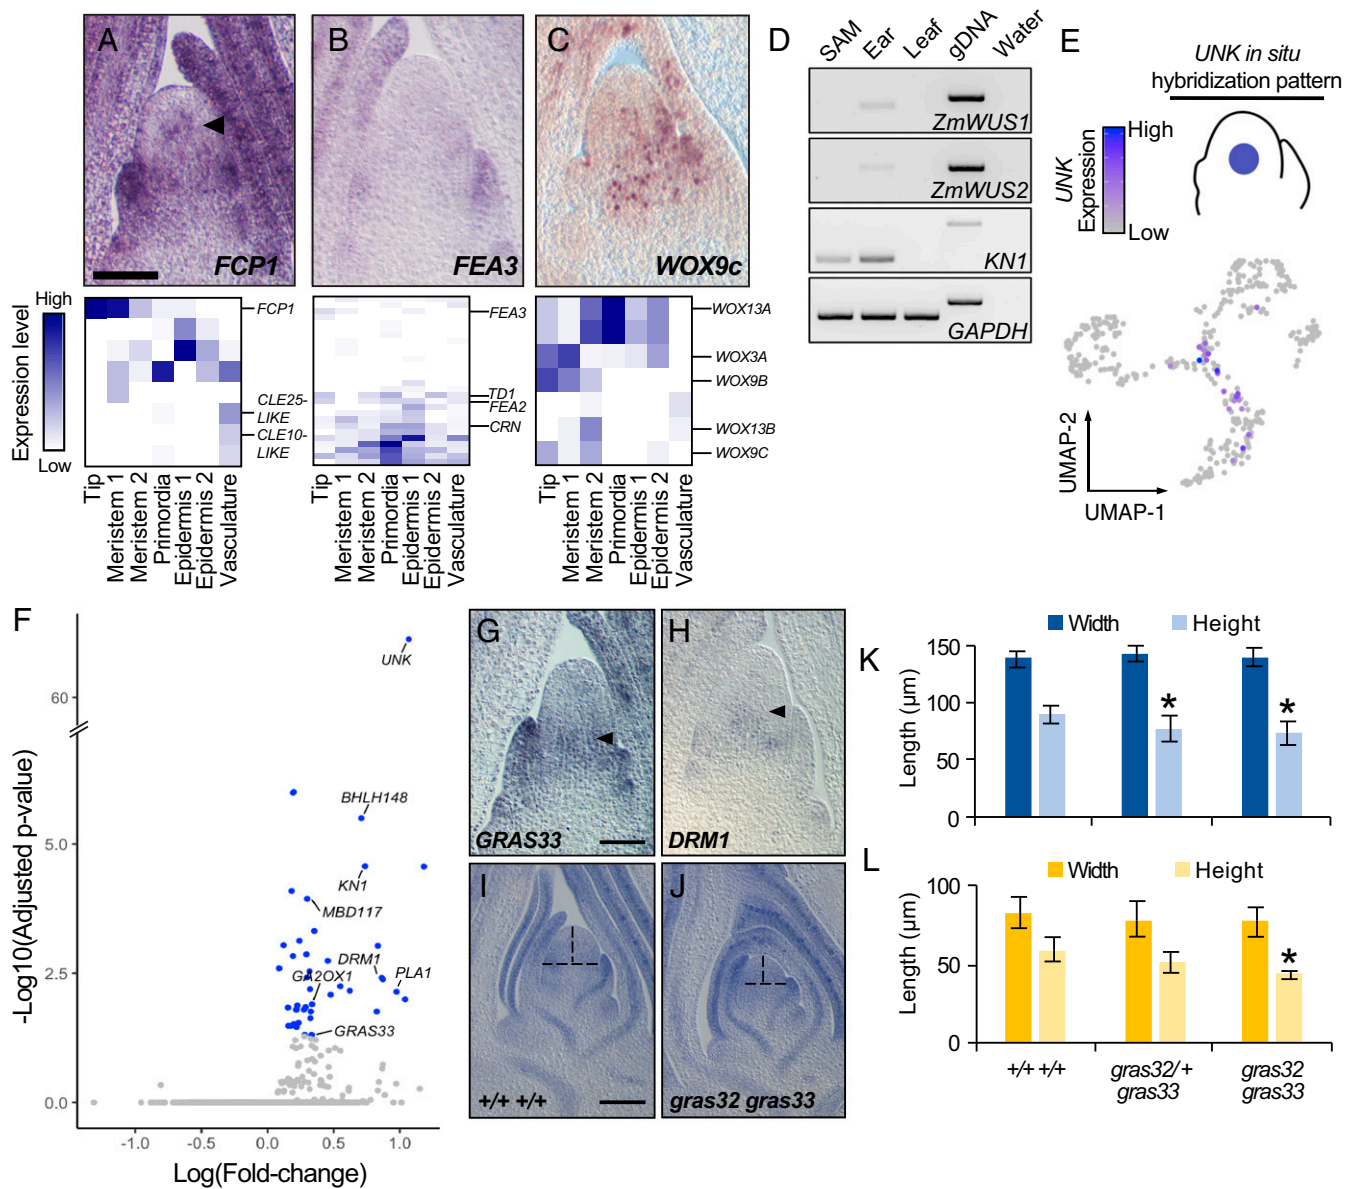 A
FCP1
B
FEA3
C
WOX9c
High
Expression level
Low
FCP1
CLE25-
LIKE
CLE10-
LIKE
Tip
Meristem 1
Meristem 2
Primordia
Epidermis 1
Epidermis 2
Vasculature
FEA3
TD1
FEA2
CRN
Tip
Meristem 1
Meristem 2
Primordia
Epidermis 1
Epidermis 2
Vasculature
WOX13A
WOX3A
WOX9B
WOX13B
WOX9C
Tip
Meristem 1
Meristem 2
Primordia
Epidermis 1
Epidermis 2
Vasculature
D
SAM
Ear
Leaf
gDNA
Water
ZmWUS1
ZmWUS2
KN1
GAPDH
E
UNK in situ
hybridization pattern
UNK
Expression
High
Low
UMAP-2
UMAP-1
F
-Log10(Adjusted p-value)
60
5.0
2.5
0.0
UNK
BHLH148
KN1
MBD117
DRM1
GA2OX1
PLA1
GRAS33
-1.0
-0.5
0.0
0.5
1.0
Log(Fold-change)
G
GRAS33
H
DRM1
I
+/+ +/+
J
gras32 gras33
K
Width
Height
Length (µm)
150
100
50
0
*
*
L
Width
Height
Length (µm)
100
50
0
*
+/+ +/+
gras32/+
gras33
gras32
gras33